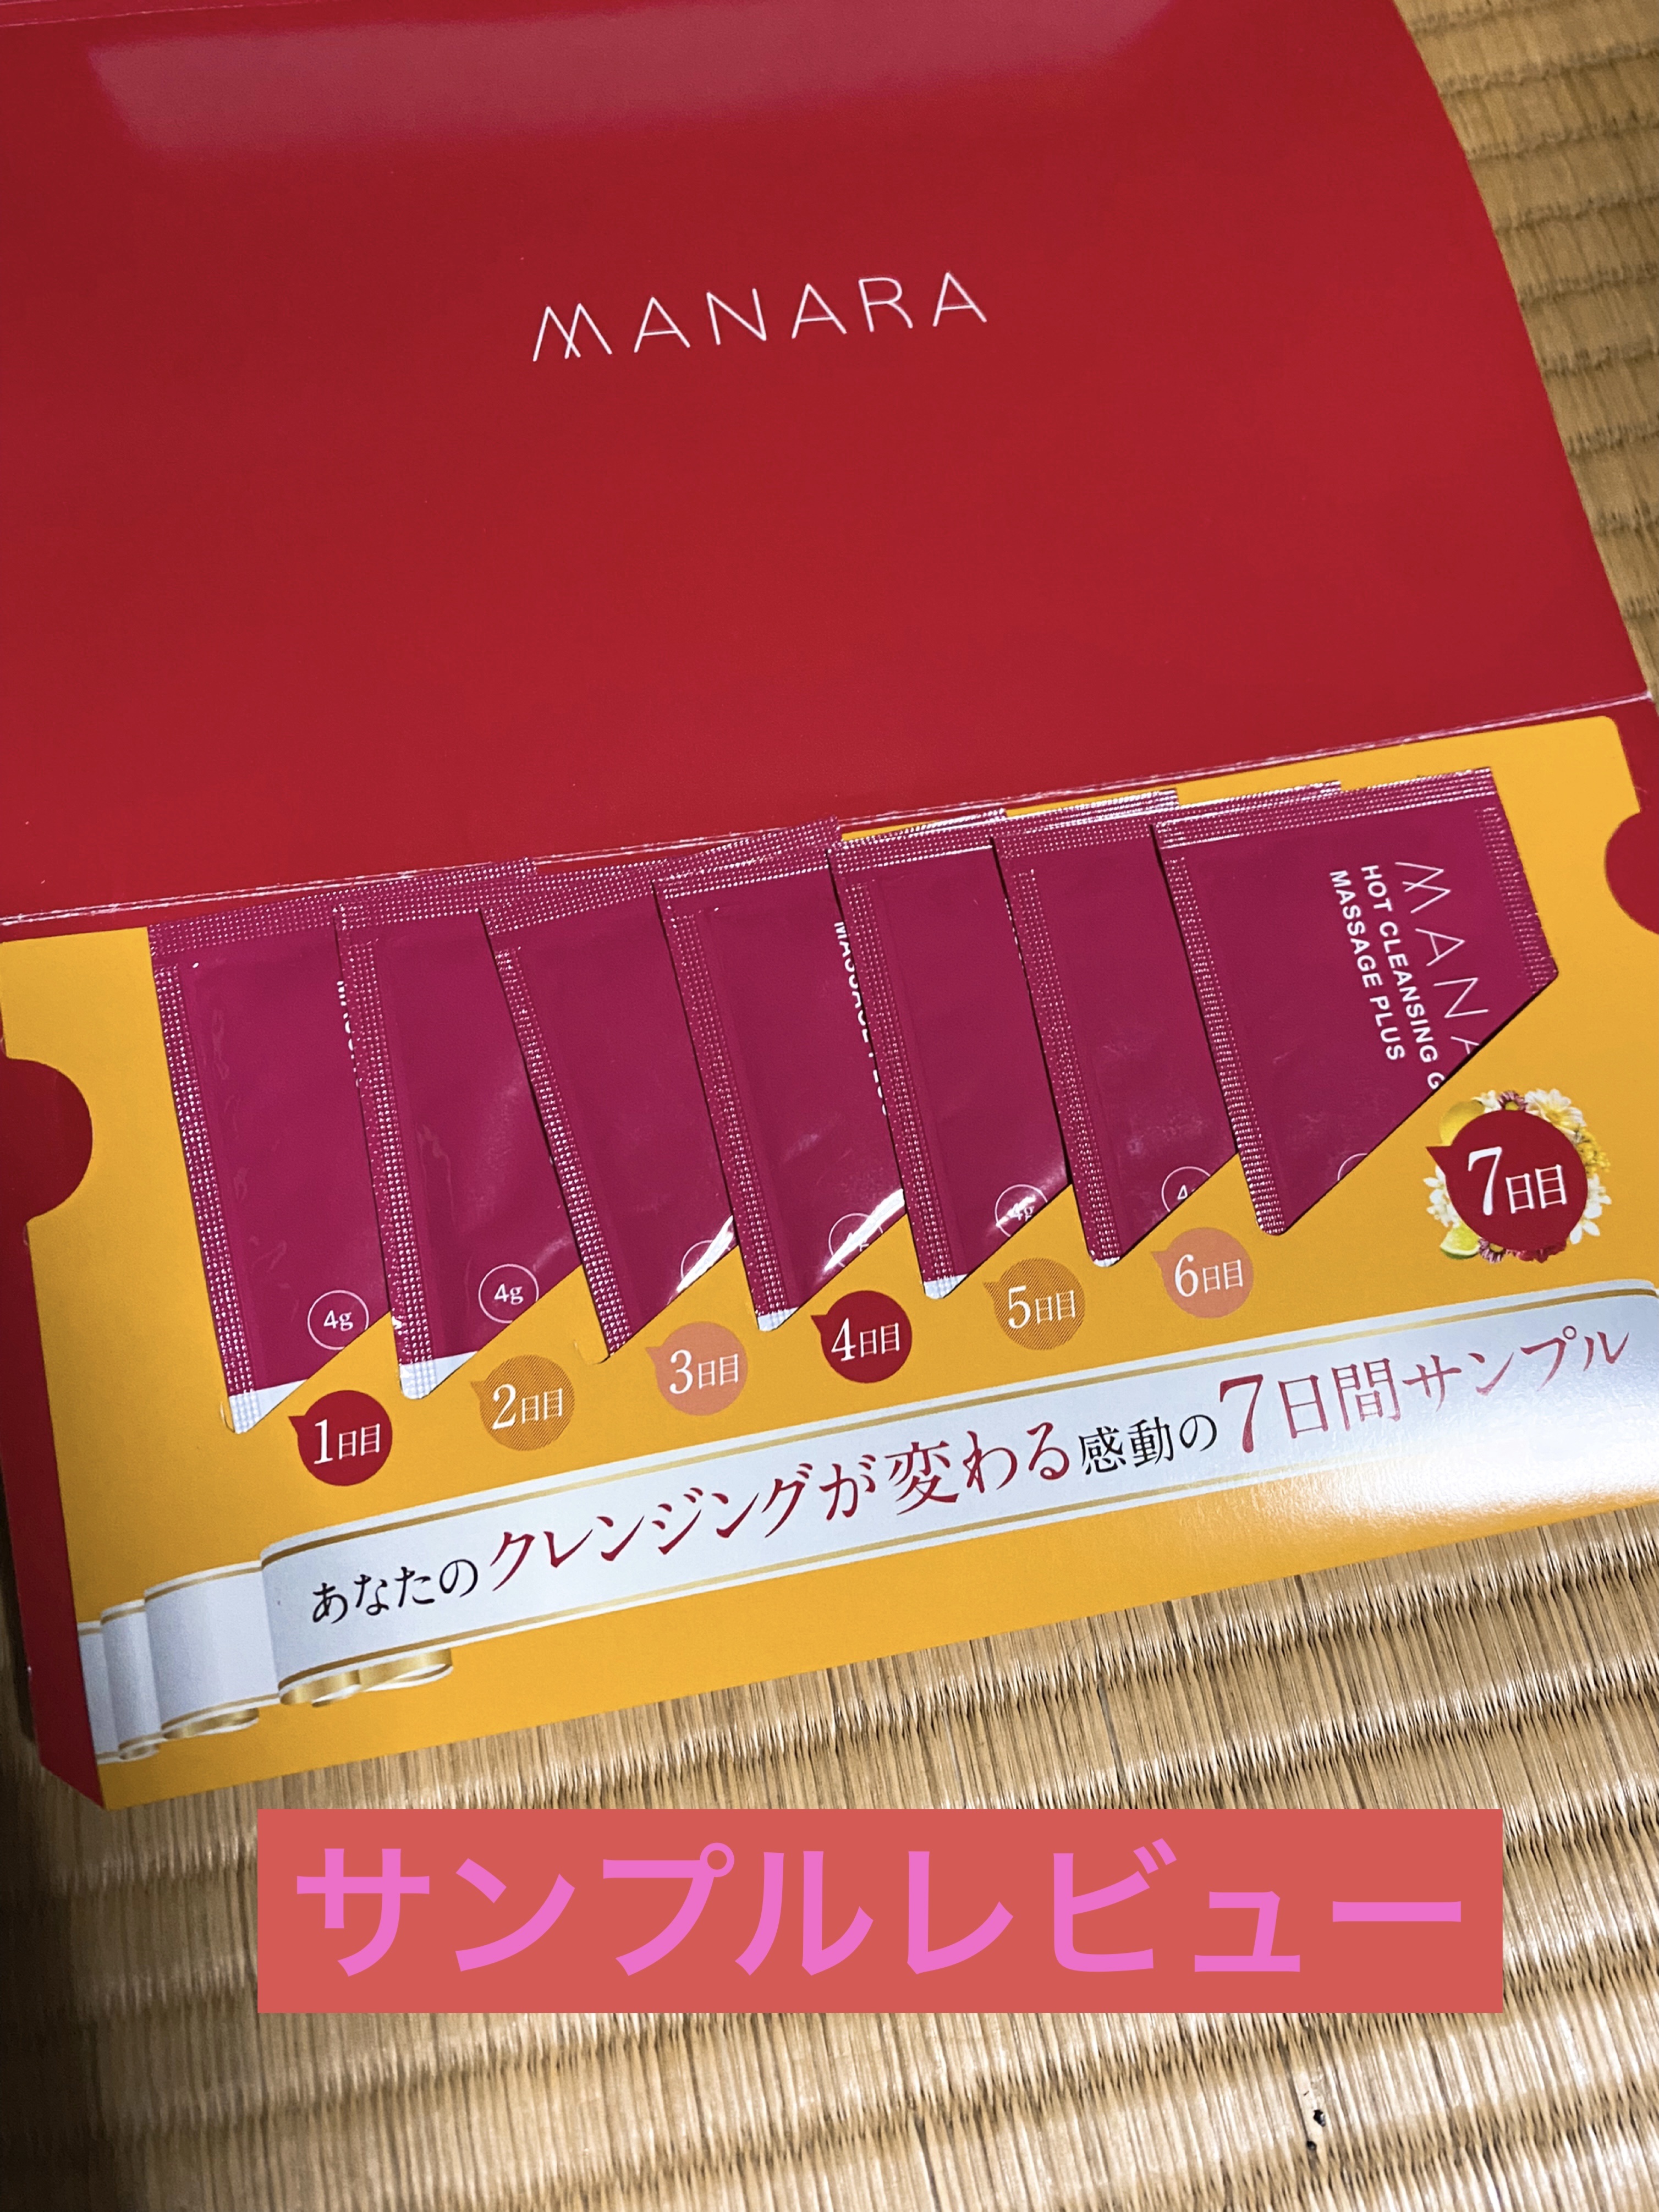 MANARA
HOT CLEANSING G
MASSAGE PLUS
4g
4g
4g
1日目
2日目
3日目
4日目
5日目
6日目
7日目
あなたのクレンジングが変わる感動の7日間サンプル
サンプルレビュー